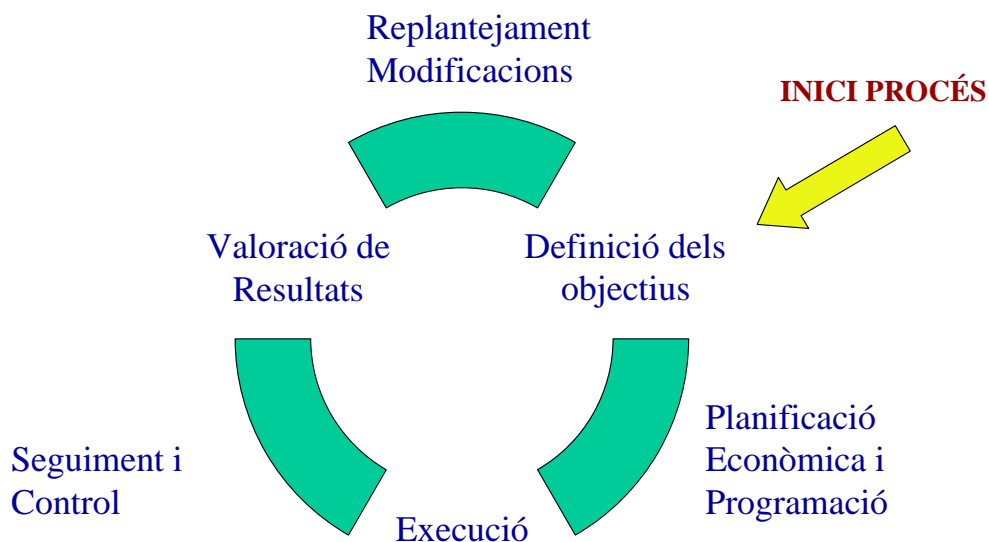 Replantejament
Modificacions
INICI PROCÉS
Valoració de
Resultats
Definició dels
objectius
Planificació
Econòmica i
Programació
Seguiment i
Control
Execució